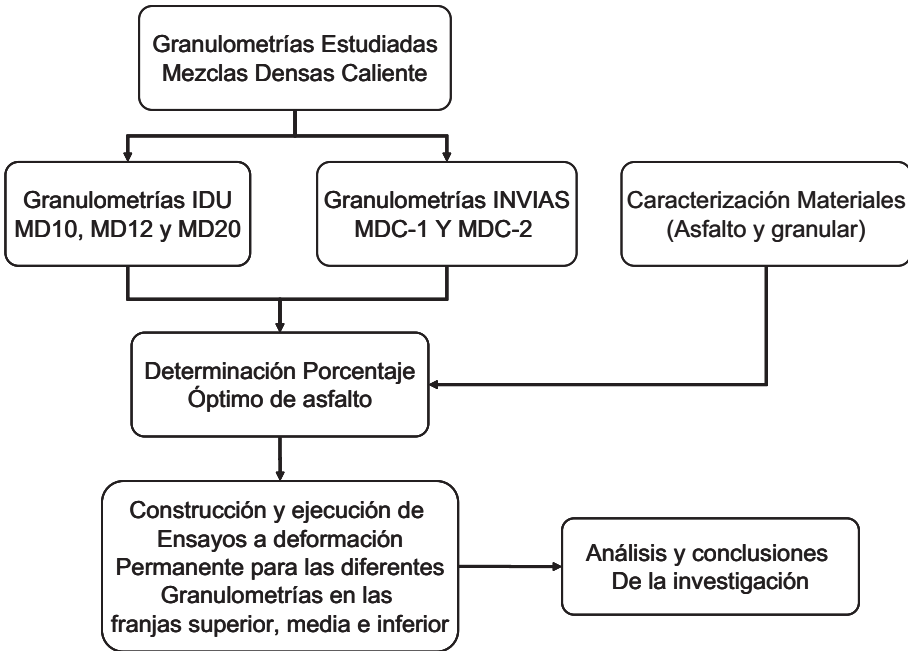 Granulometrías Estudiadas
Mezclas Densas Caliente
Granulometrías IDU
MD10, MD12 y MD20
Granulometrías INVIAS
MDC-1 Y MDC-2
Caracterización Materiales
(Asfalto y granular)
Determinación Porcentaje
Óptimo de asfalto
Construcción y ejecución de
Ensayos a deformación
Permanente para las diferentes
Granulometrías en las
franjas superior, media e inferior
Análisis y conclusiones
De la investigación